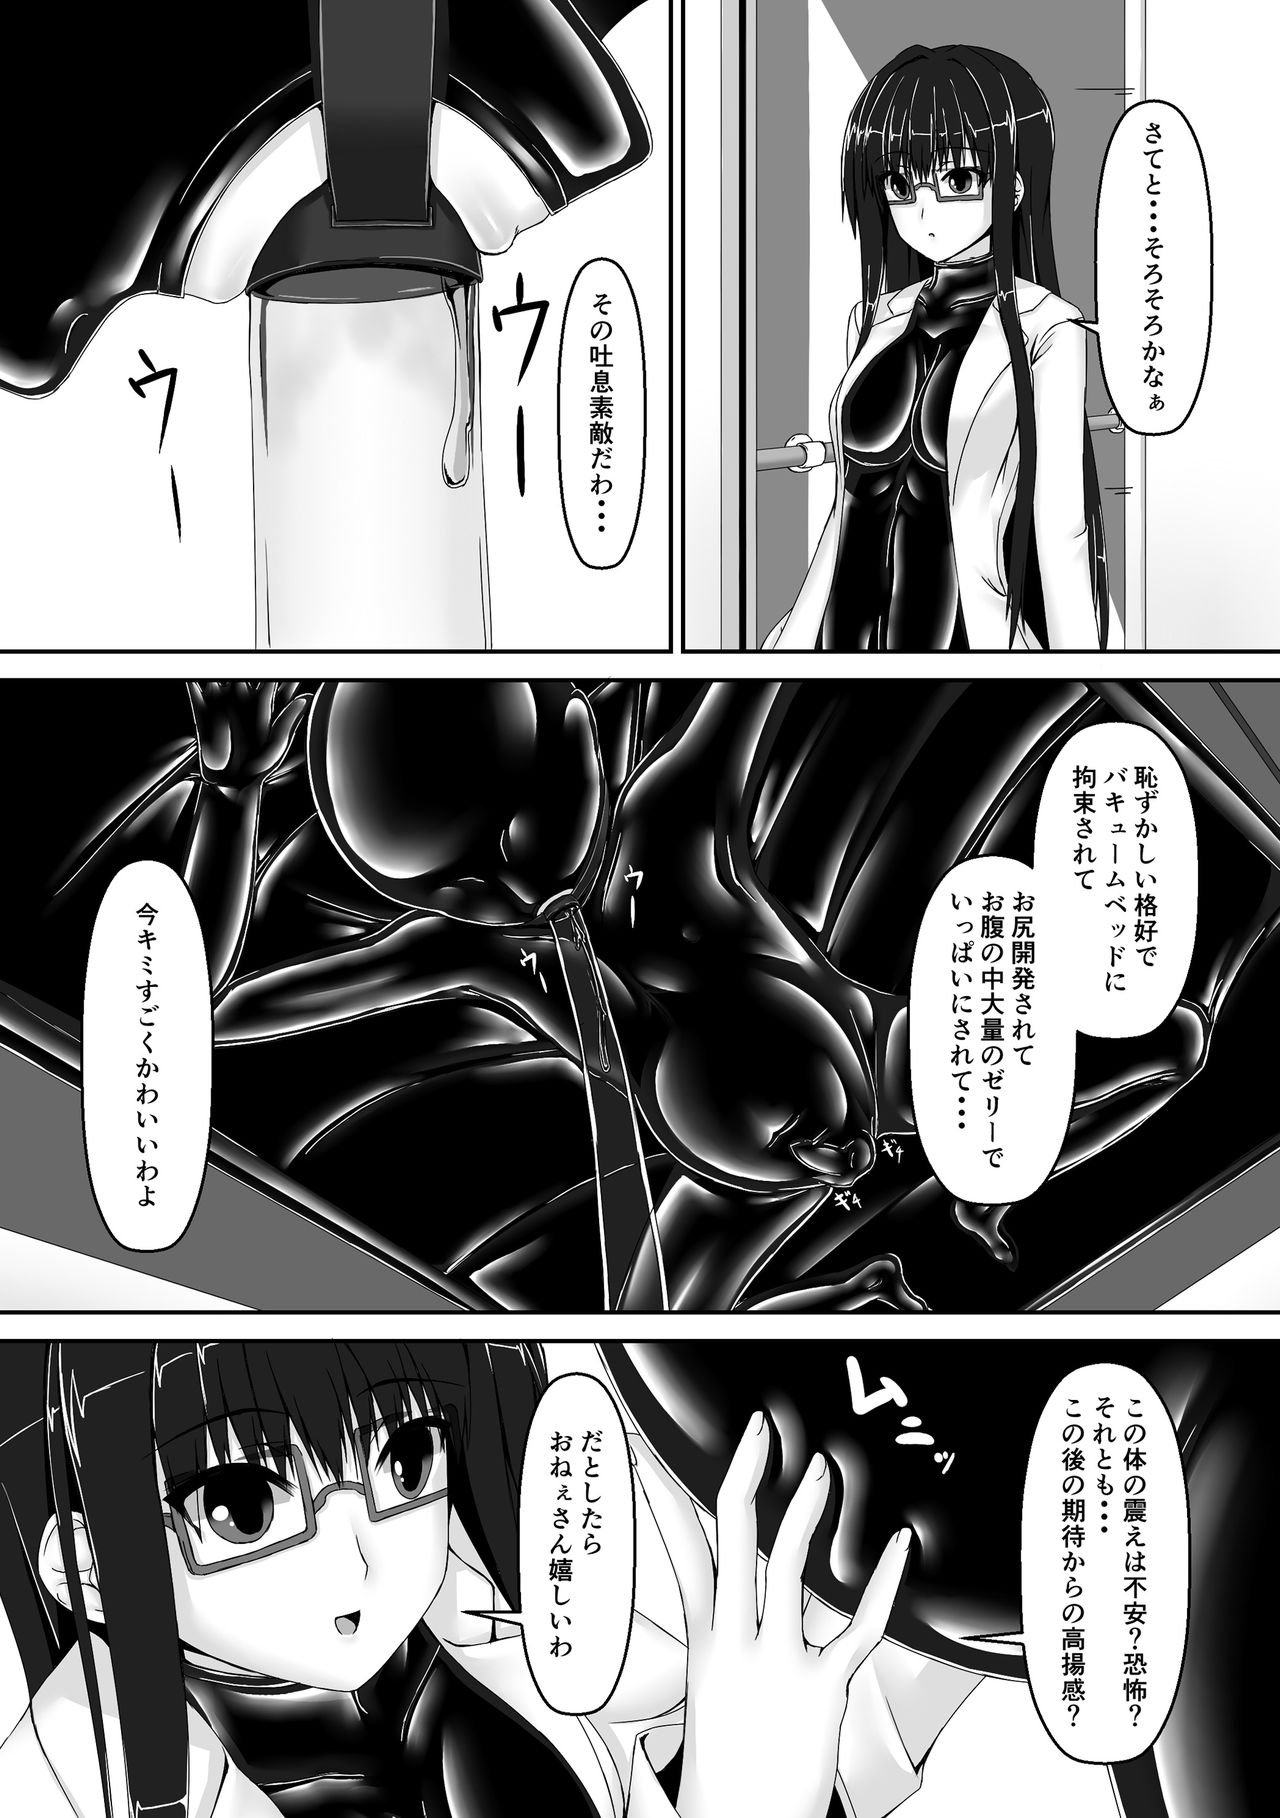 さてと・・・そろそろかなぁ
その吐息素敵だわ・・・
ウー
ウー
恥ずかしい格好で
バキュームベッドに
拘束されて
お尻開発されて
お腹の中大量のゼリーで
いっぱいにされて・・・
ウー
ウー
ギチ
ギチ
今キミすごくかわいいわよ
この体の震えは不安？恐怖？
それとも・・・
この後の期待からの高揚感？
ムニッ
だとしたら
おねぇさん嬉しいわ